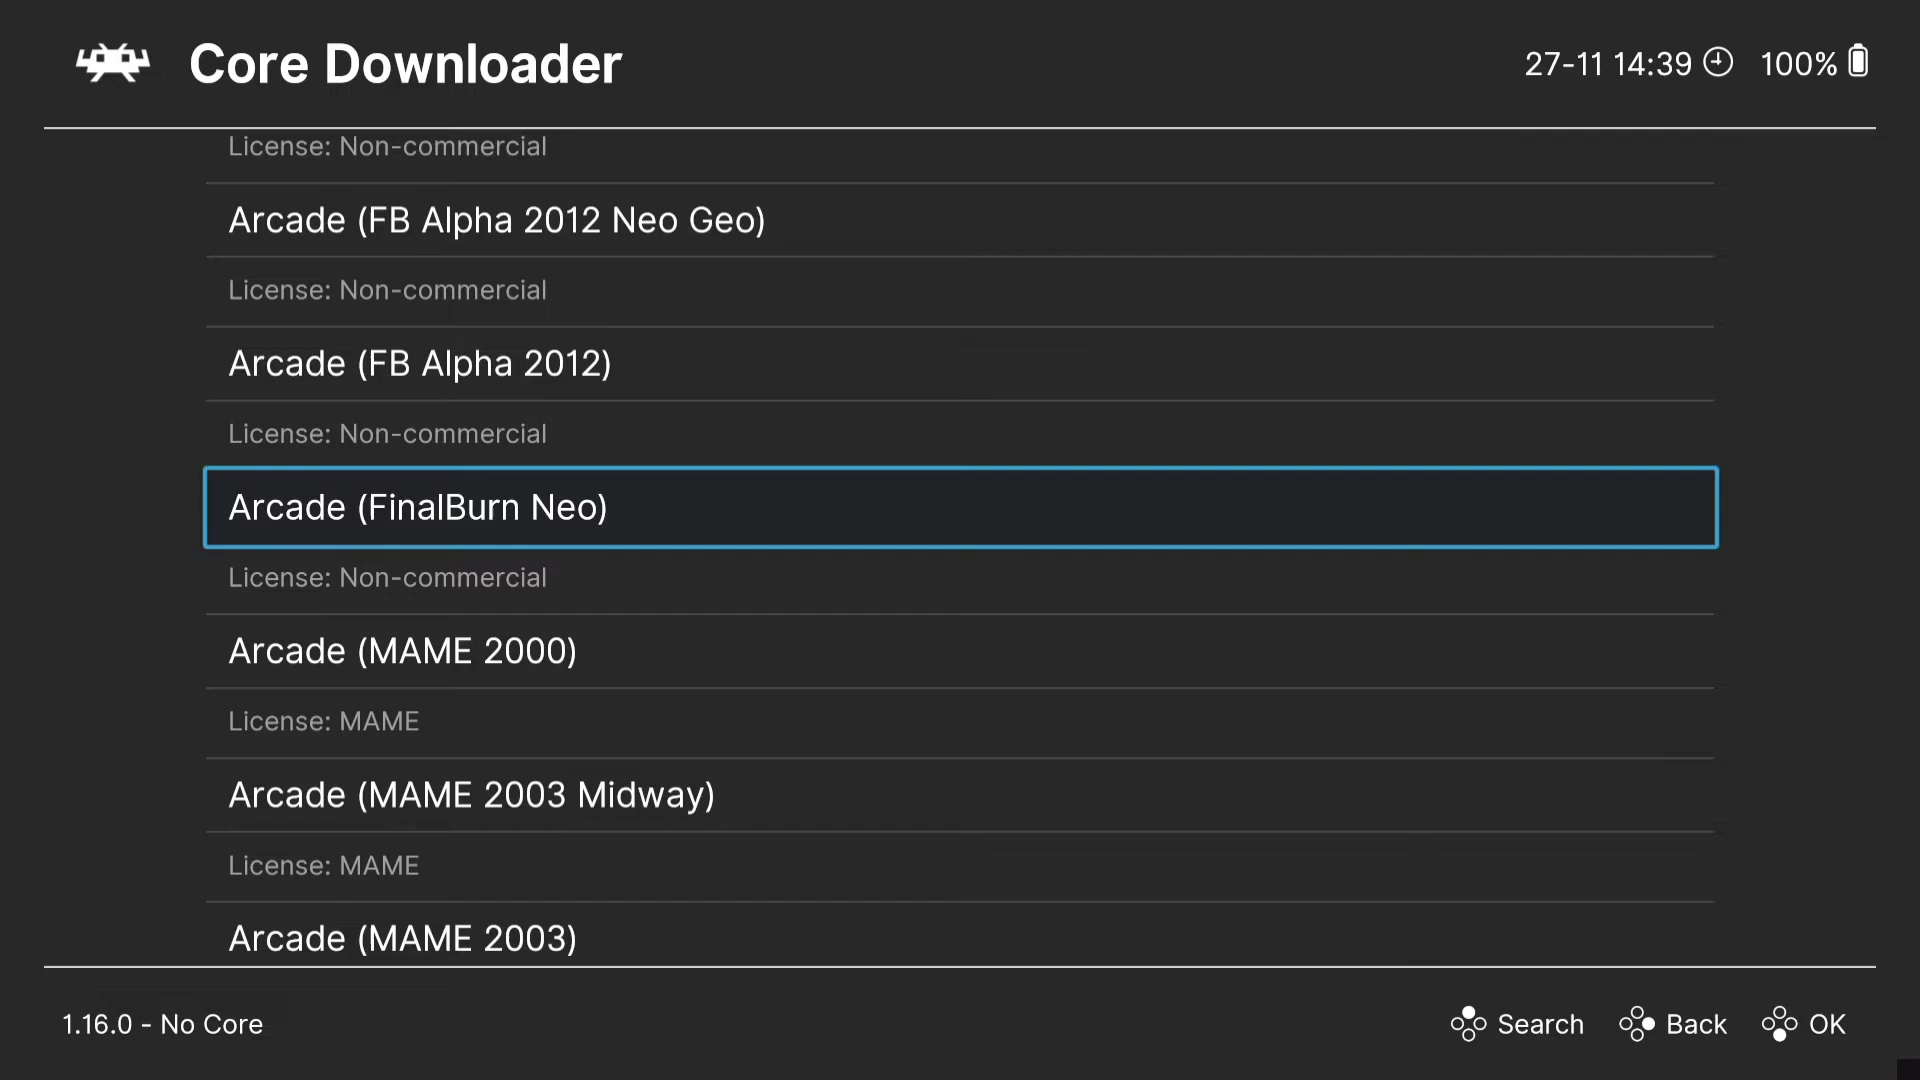 Core Downloader
27-11 14:39
100%
License: Non-commercial
Arcade (FB Alpha 2012 Neo Geo)
License: Non-commercial
Arcade (FB Alpha 2012)
License: Non-commercial
Arcade (FinalBurn Neo)
License: Non-commercial
Arcade (MAME 2000)
License: MAME
Arcade (MAME 2003 Midway)
License: MAME
Arcade (MAME 2003)
1.16.0 - No Core
Search
Back
OK